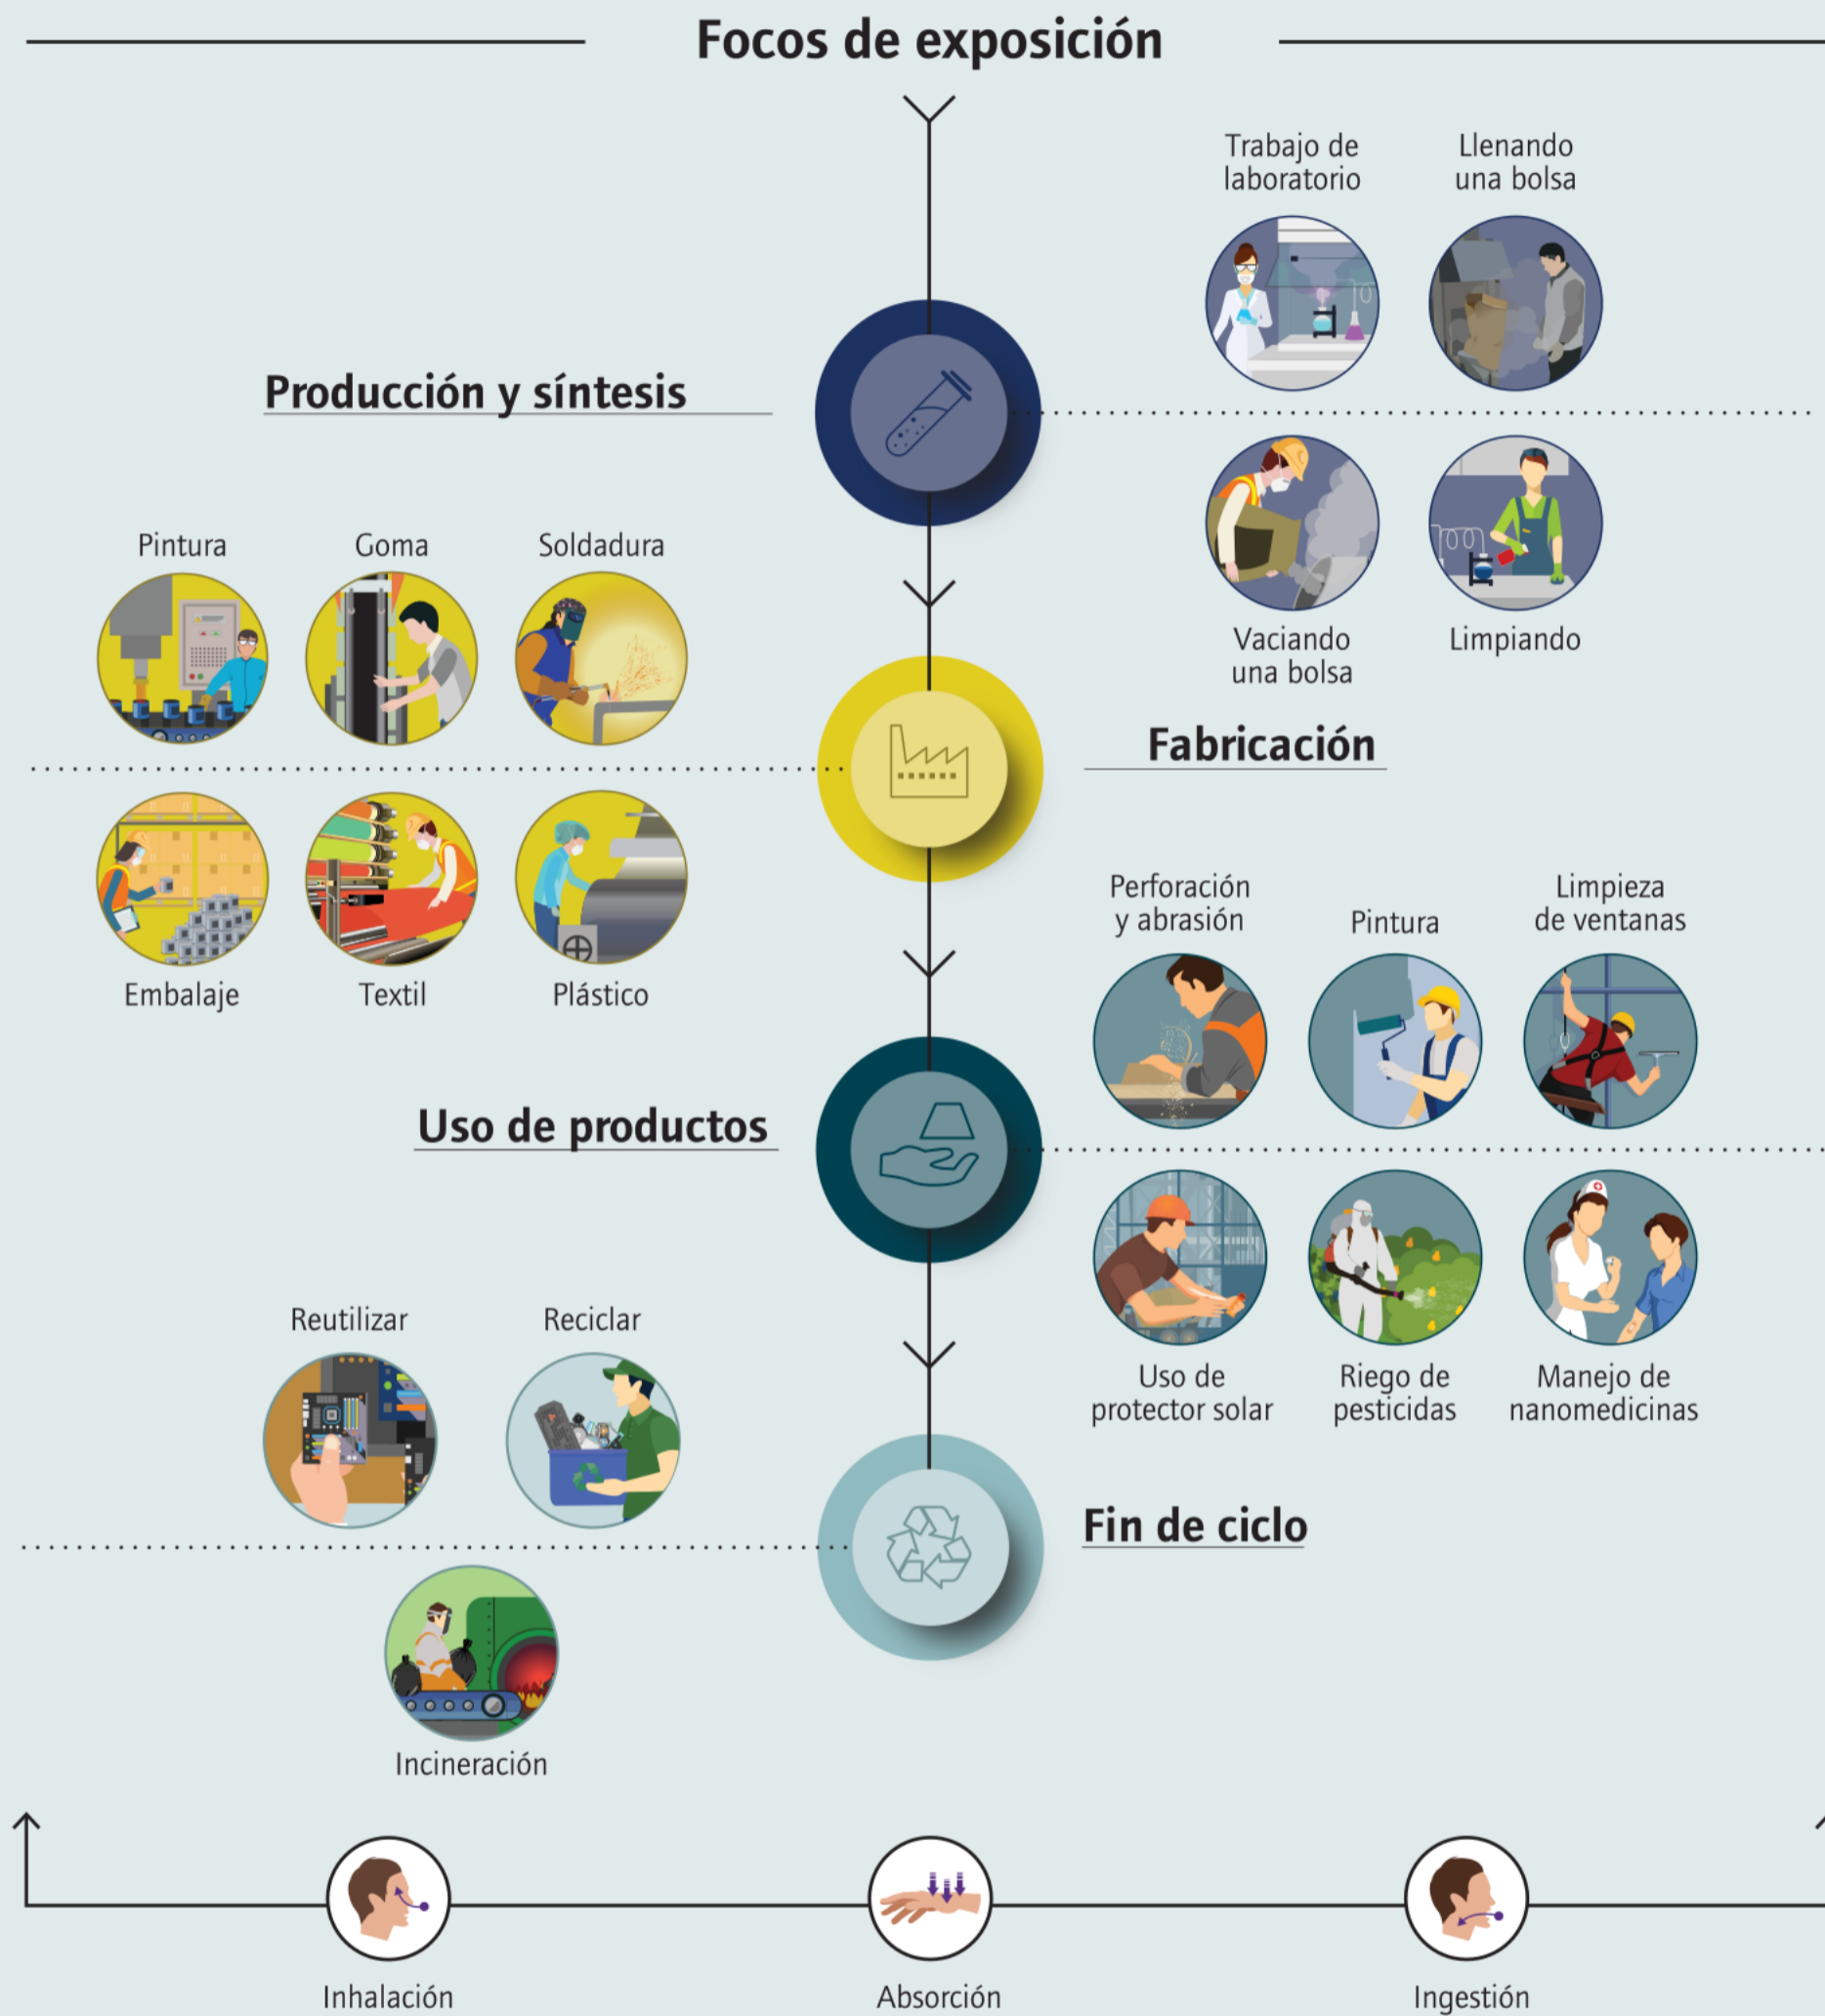 Focos de exposición
Producción y síntesis
Trabajo de
laboratorio
Llenando
una bolsa
Vaciando
una bolsa
Limpiando
Fabricación
Pintura
Goma
Soldadura
Embalaje
Textil
Plástico
Uso de productos
Perforación
y abrasión
Pintura
Limpieza
de ventanas
Uso de
protector solar
Riego de
pesticidas
Manejo de
nanomedicinas
Fin de ciclo
Reutilizar
Reciclar
Incineración
Inhalación
Absorción
Ingestión